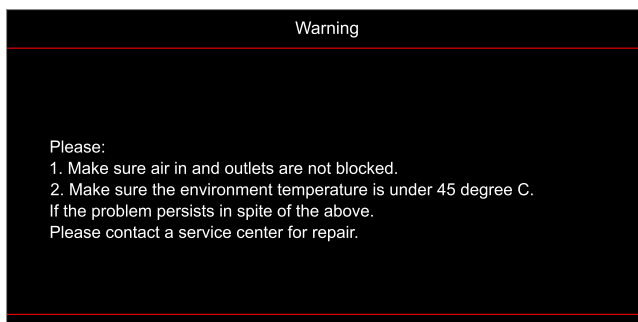 Warning
Please:
1. Make sure air in and outlets are not blocked.
2. Make sure the environment temperature is under 45 degree C.
If the problem persists in spite of the above.
Please contact a service center for repair.